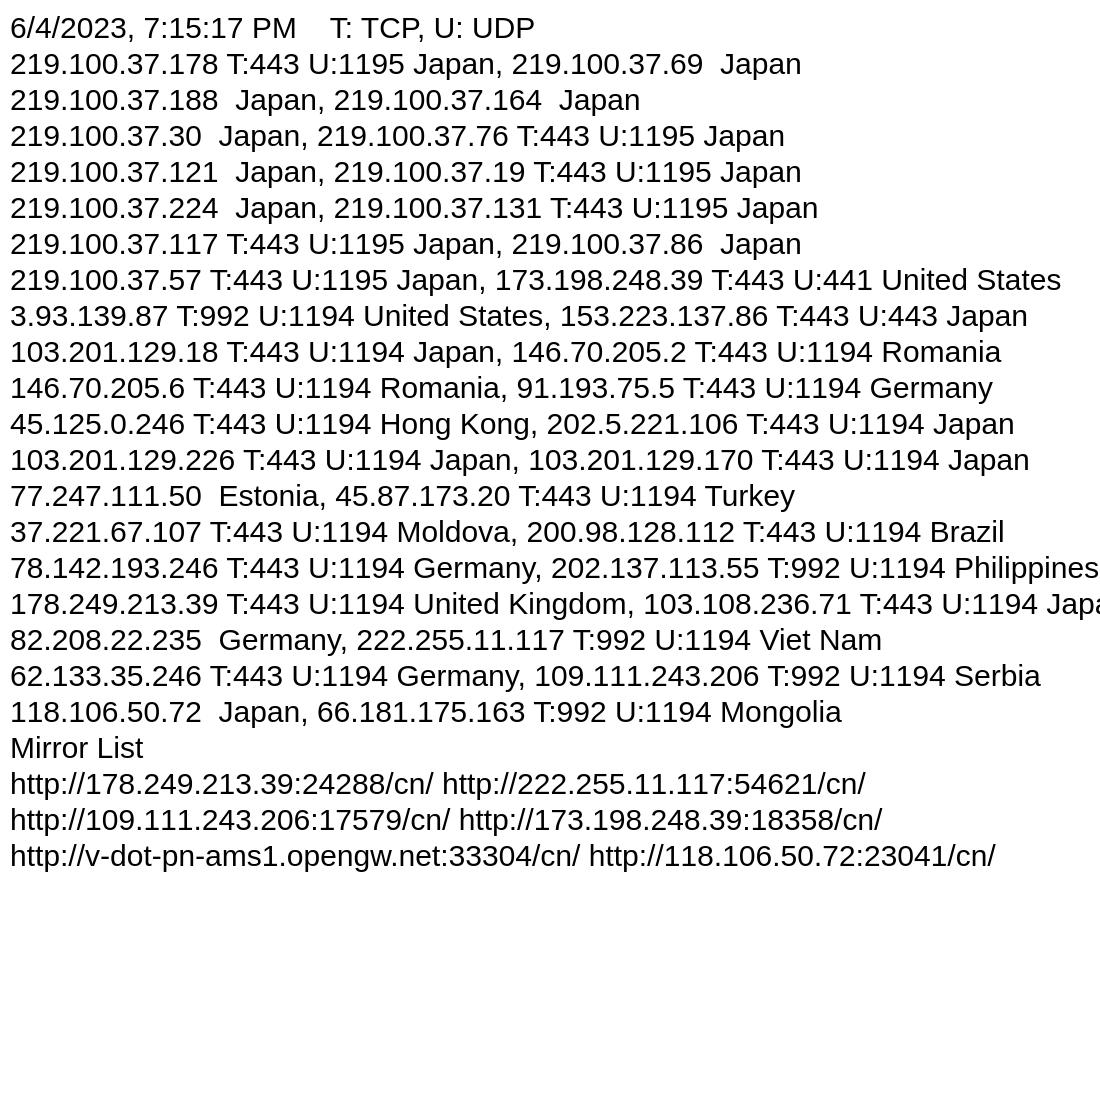 6/4/2023, 7:15:17 PM    T: TCP, U: UDP
219.100.37.178 T:443 U:1195 Japan, 219.100.37.69  Japan
219.100.37.188  Japan, 219.100.37.164  Japan
219.100.37.30  Japan, 219.100.37.76 T:443 U:1195 Japan
219.100.37.121  Japan, 219.100.37.19 T:443 U:1195 Japan
219.100.37.224  Japan, 219.100.37.131 T:443 U:1195 Japan
219.100.37.117 T:443 U:1195 Japan, 219.100.37.86  Japan
219.100.37.57 T:443 U:1195 Japan, 173.198.248.39 T:443 U:441 United States
3.93.139.87 T:992 U:1194 United States, 153.223.137.86 T:443 U:443 Japan
103.201.129.18 T:443 U:1194 Japan, 146.70.205.2 T:443 U:1194 Romania
146.70.205.6 T:443 U:1194 Romania, 91.193.75.5 T:443 U:1194 Germany
45.125.0.246 T:443 U:1194 Hong Kong, 202.5.221.106 T:443 U:1194 Japan
103.201.129.226 T:443 U:1194 Japan, 103.201.129.170 T:443 U:1194 Japan
77.247.111.50  Estonia, 45.87.173.20 T:443 U:1194 Turkey
37.221.67.107 T:443 U:1194 Moldova, 200.98.128.112 T:443 U:1194 Brazil
78.142.193.246 T:443 U:1194 Germany, 202.137.113.55 T:992 U:1194 Philippines
178.249.213.39 T:443 U:1194 United Kingdom, 103.108.236.71 T:443 U:1194 Japa
82.208.22.235  Germany, 222.255.11.117 T:992 U:1194 Viet Nam
62.133.35.246 T:443 U:1194 Germany, 109.111.243.206 T:992 U:1194 Serbia
118.106.50.72  Japan, 66.181.175.163 T:992 U:1194 Mongolia
Mirror List
http://178.249.213.39:24288/cn/ http://222.255.11.117:54621/cn/
http://109.111.243.206:17579/cn/ http://173.198.248.39:18358/cn/
http://v-dot-pn-ams1.opengw.net:33304/cn/ http://118.106.50.72:23041/cn/